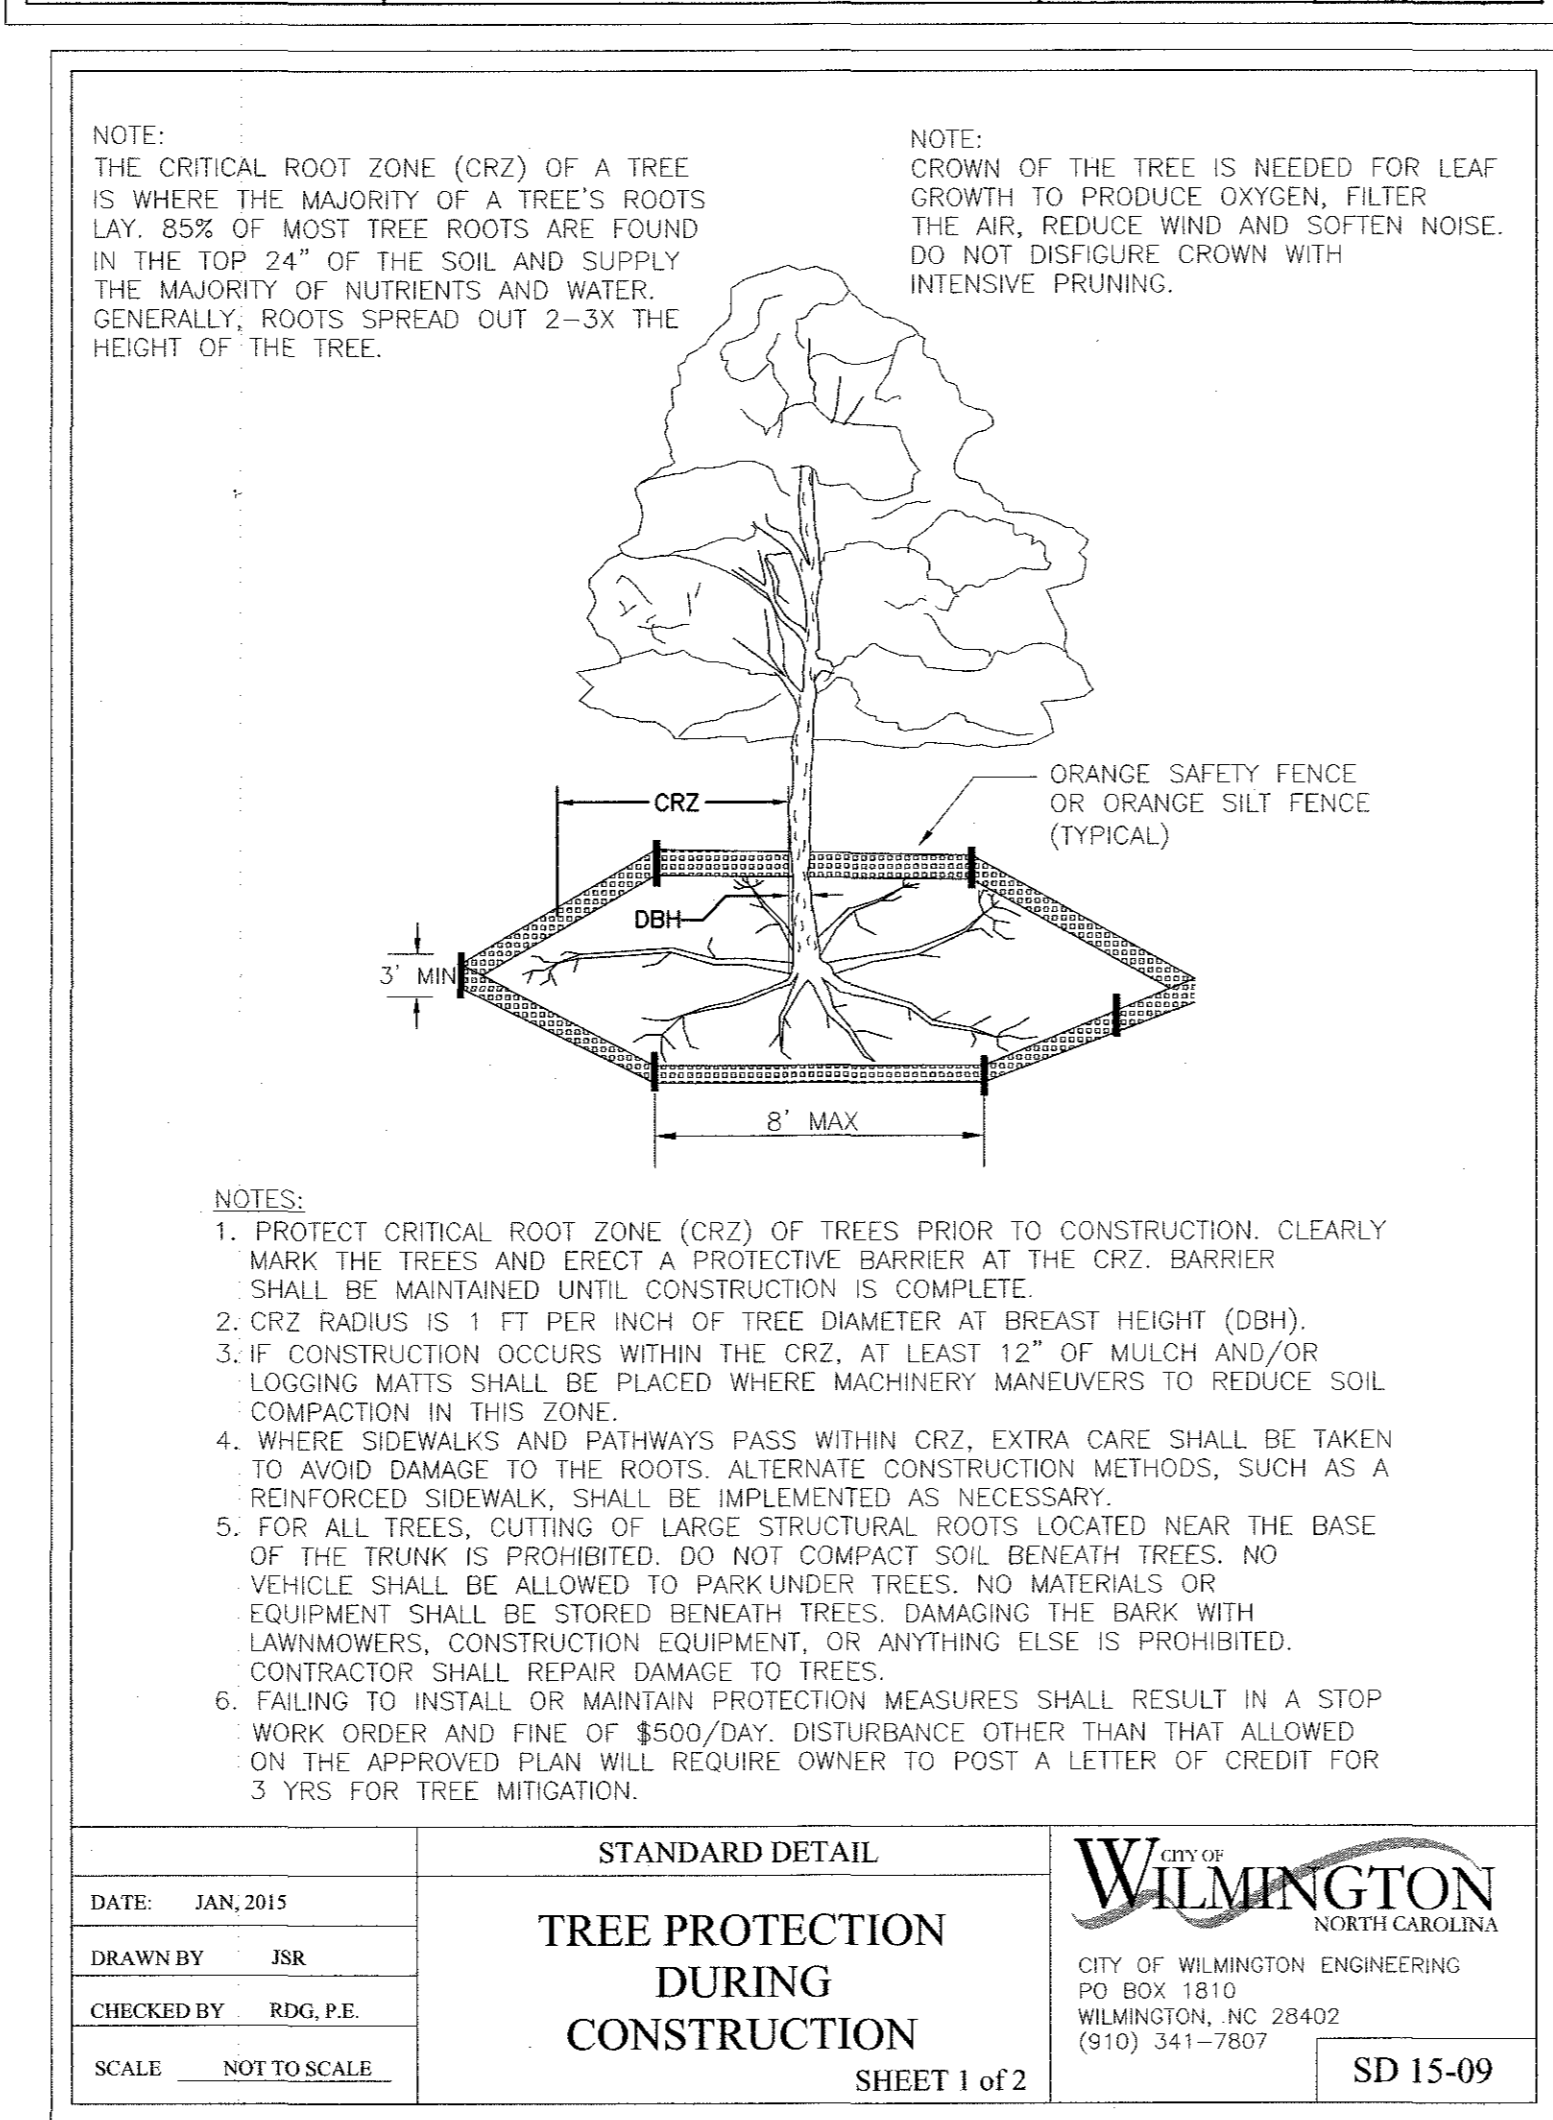 NOTE:
THE CRITICAL ROOT ZONE (CRZ) OF A TREE
IS WHERE THE MAJORITY OF A TREE'S ROOTS
LAY. 85% OF MOST TREE ROOTS ARE FOUND
IN THE TOP 24" OF THE SOIL AND SUPPLY
THE MAJORITY OF NUTRIENTS AND WATER.
GENERALLY, ROOTS SPREAD OUT 2-3X THE
HEIGHT OF THE TREE.
NOTE:
CROWN OF THE TREE IS NEEDED FOR LEAF
GROWTH TO PRODUCE OXYGEN, FILTER
THE AIR, REDUCE WIND AND SOFTEN NOISE.
DO NOT DISFIGURE CROWN WITH
INTENSIVE PRUNING.
ORANGE SAFETY FENCE
OR ORANGE SILT FENCE
(TYPICAL)
CRZ
DBH
3' MIN
8' MAX
NOTES:
1. PROTECT CRITICAL ROOT ZONE (CRZ) OF TREES PRIOR TO CONSTRUCTION. CLEARLY
MARK THE TREES AND ERECT A PROTECTIVE BARRIER AT THE CRZ. BARRIER
SHALL BE MAINTAINED UNTIL CONSTRUCTION IS COMPLETE.
2. CRZ RADIUS IS 1 FT PER INCH OF TREE DIAMETER AT BREAST HEIGHT (DBH).
3. IF CONSTRUCTION OCCURS WITHIN THE CRZ, AT LEAST 12" OF MULCH AND/OR
LOGGING MATTS SHALL BE PLACED WHERE MACHINERY MANEUVERS TO REDUCE SOIL
COMPACTION IN THIS ZONE.
4. WHERE SIDEWALKS AND PATHWAYS PASS WITHIN CRZ, EXTRA CARE SHALL BE TAKEN
TO AVOID DAMAGE TO THE ROOTS. ALTERNATE CONSTRUCTION METHODS, SUCH AS A
REINFORCED SIDEWALK, SHALL BE IMPLEMENTED AS NECESSARY.
5. FOR ALL TREES, CUTTING OF LARGE STRUCTURAL ROOTS LOCATED NEAR THE BASE
OF THE TRUNK IS PROHIBITED. DO NOT COMPACT SOIL BENEATH TREES. NO
VEHICLE SHALL BE ALLOWED TO PARK UNDER TREES. NO MATERIALS OR
EQUIPMENT SHALL BE STORED BENEATH TREES. DAMAGING THE BARK WITH
LAWNMOWERS, CONSTRUCTION EQUIPMENT, OR ANYTHING ELSE IS PROHIBITED.
CONTRACTOR SHALL REPAIR DAMAGE TO TREES.
6. FAILING TO INSTALL OR MAINTAIN PROTECTION MEASURES SHALL RESULT IN A STOP
WORK ORDER AND FINE OF $500/DAY. DISTURBANCE OTHER THAN THAT ALLOWED
ON THE APPROVED PLAN WILL REQUIRE OWNER TO POST A LETTER OF CREDIT FOR
3 YRS FOR TREE MITIGATION.
DATE: JAN, 2015
DRAWN BY JSR
CHECKED BY RDG, P.E.
SCALE NOT TO SCALE
STANDARD DETAIL
TREE PROTECTION
DURING
CONSTRUCTION
SHEET 1 of 2
CITY OF
WILMINGTON
NORTH CAROLINA
CITY OF WILMINGTON ENGINEERING
PO BOX 1810
WILMINGTON, NC 28402
(910) 341-7807
SD 15-09